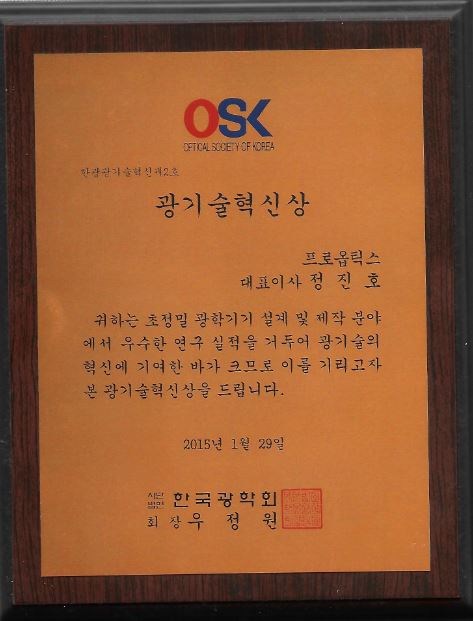 OSK
OPTICAL SOCIETY OF KOREA
한광광기술혁신제2호
광기술혁신상
프로옵틱스
대표이사 정 진 호
귀하는 초정밀 광학기기 설계 및 제작 분야
에서 우수한 연구 실적을 거두어 광기술의
혁신에 기여한 바가 크므로 이를 기리고자
본 광기술혁신상을 드립니다.
2015년 1월 29일
사단
법인 한국광학회
회 장 우 정 원